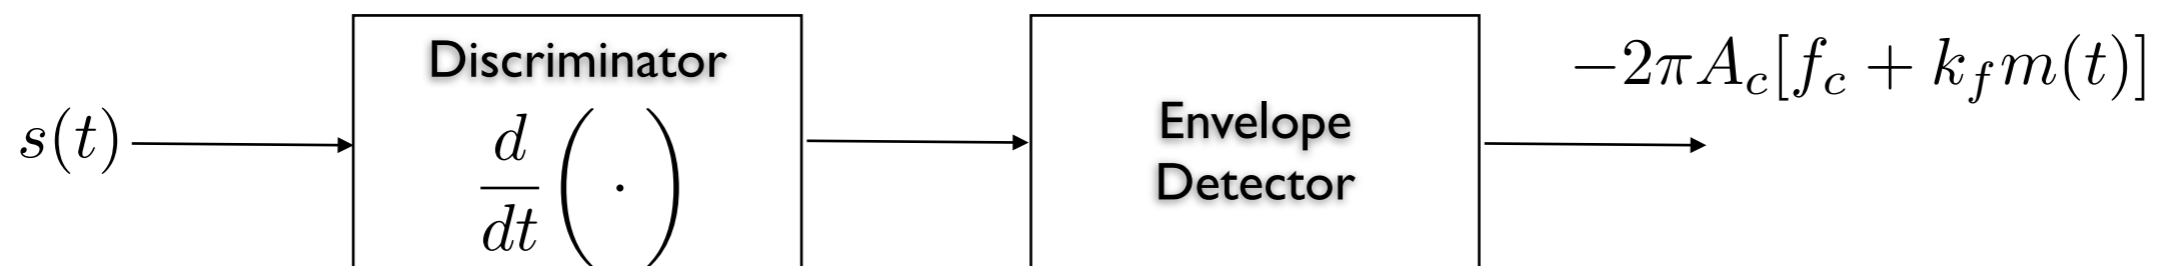 s(t)
Discriminator
d/dt ( · )
Envelope
Detector
−2πA_c[f_c + k_f m(t)]